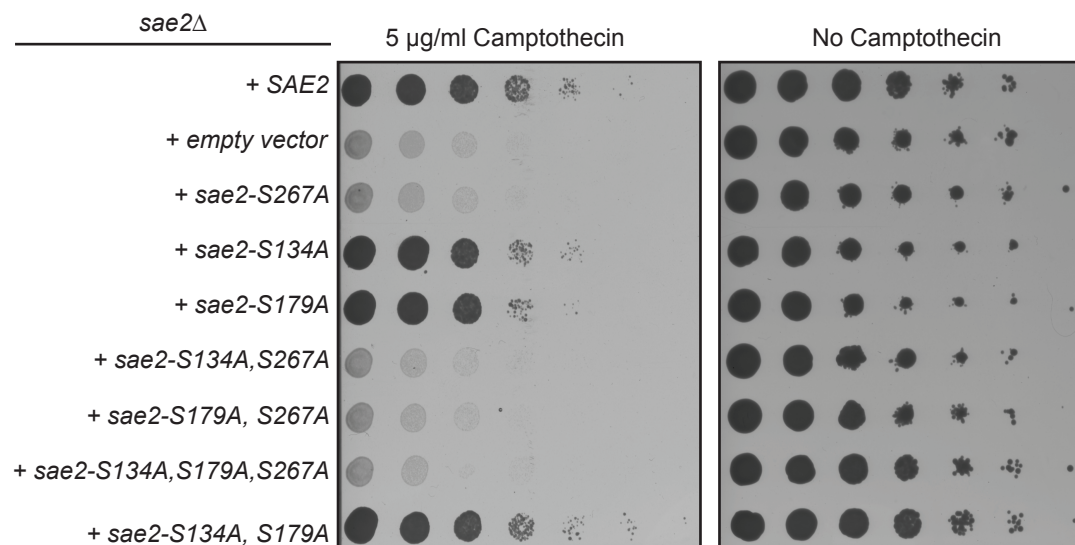 sae2Δ
5 µg/ml Camptothecin
No Camptothecin
+ SAE2
+ empty vector
+ sae2-S267A
+ sae2-S134A
+ sae2-S179A
+ sae2-S134A,S267A
+ sae2-S179A, S267A
+ sae2-S134A,S179A,S267A
+ sae2-S134A, S179A